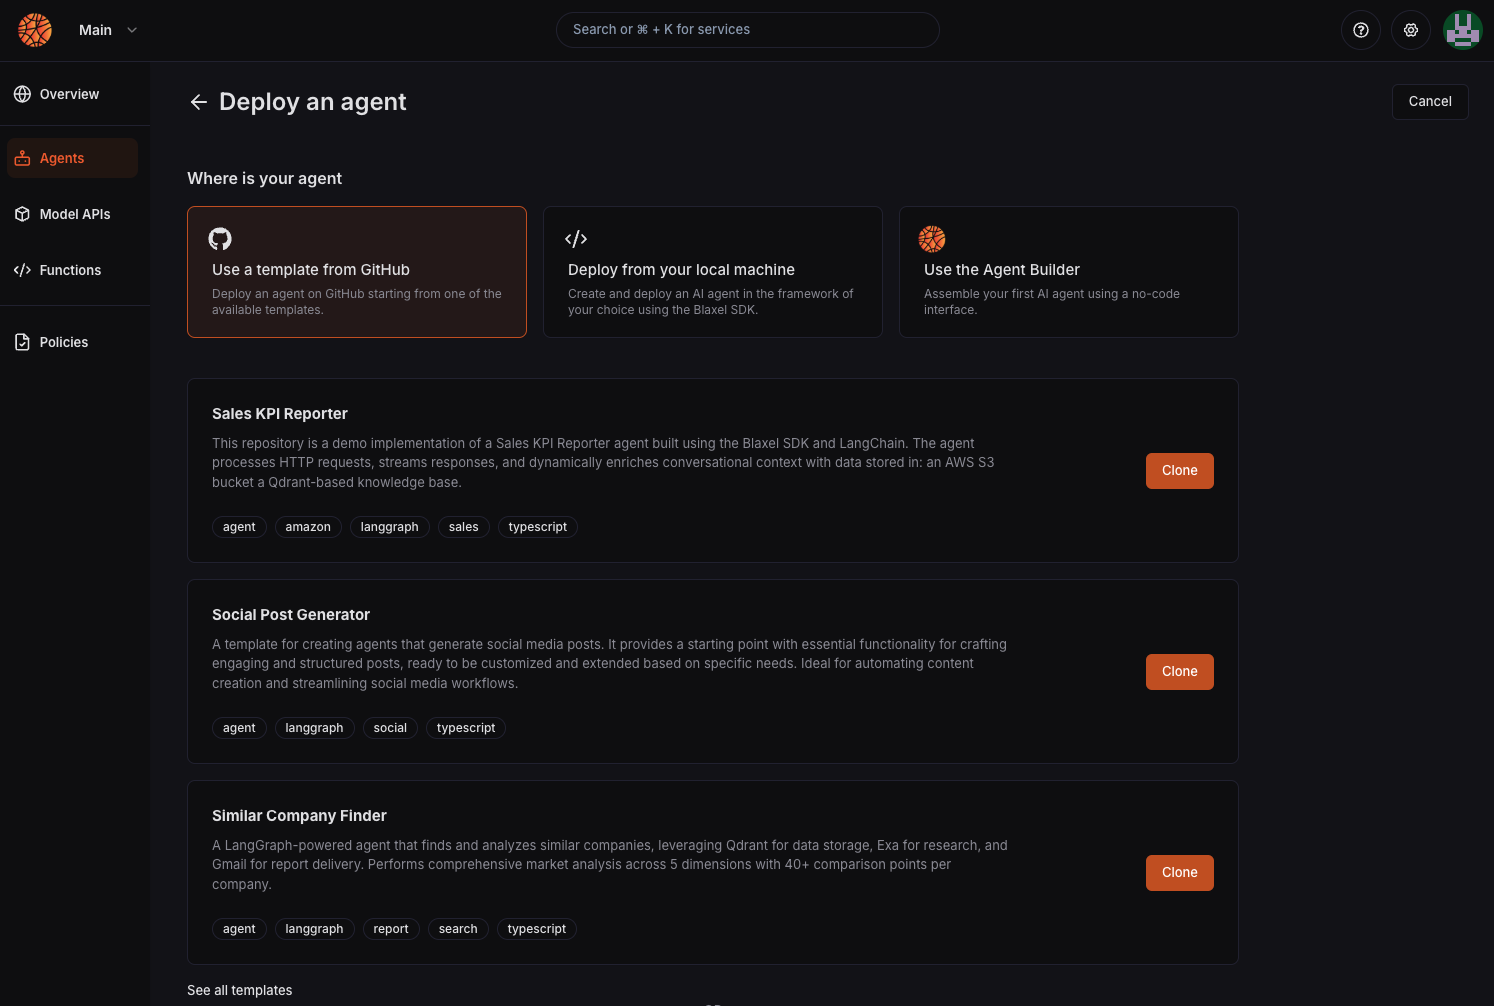 Main
Search or ⌘ + K for services
Overview
Agents
Model APIs
Functions
Policies
Deploy an agent
Cancel
Where is your agent
Use a template from GitHub
Deploy an agent on GitHub starting from one of the
available templates.
Deploy from your local machine
Create and deploy an AI agent in the framework of
your choice using the Blaxel SDK.
Use the Agent Builder
Assemble your first AI agent using a no-code
interface.
Sales KPI Reporter
This repository is a demo implementation of a Sales KPI Reporter agent built using the Blaxel SDK and LangChain. The agent
processes HTTP requests, streams responses, and dynamically enriches conversational context with data stored in: an AWS S3
bucket a Qdrant-based knowledge base.
Clone
agent amazon langgraph sales typescript
Social Post Generator
A template for creating agents that generate social media posts. It provides a starting point with essential functionality for crafting
engaging and structured posts, ready to be customized and extended based on specific needs. Ideal for automating content
creation and streamlining social media workflows.
Clone
agent langgraph social typescript
Similar Company Finder
A LangGraph-powered agent that finds and analyzes similar companies, leveraging Qdrant for data storage, Exa for research, and
Gmail for report delivery. Performs comprehensive market analysis across 5 dimensions with 40+ comparison points per
company.
Clone
agent langgraph report search typescript
See all templates